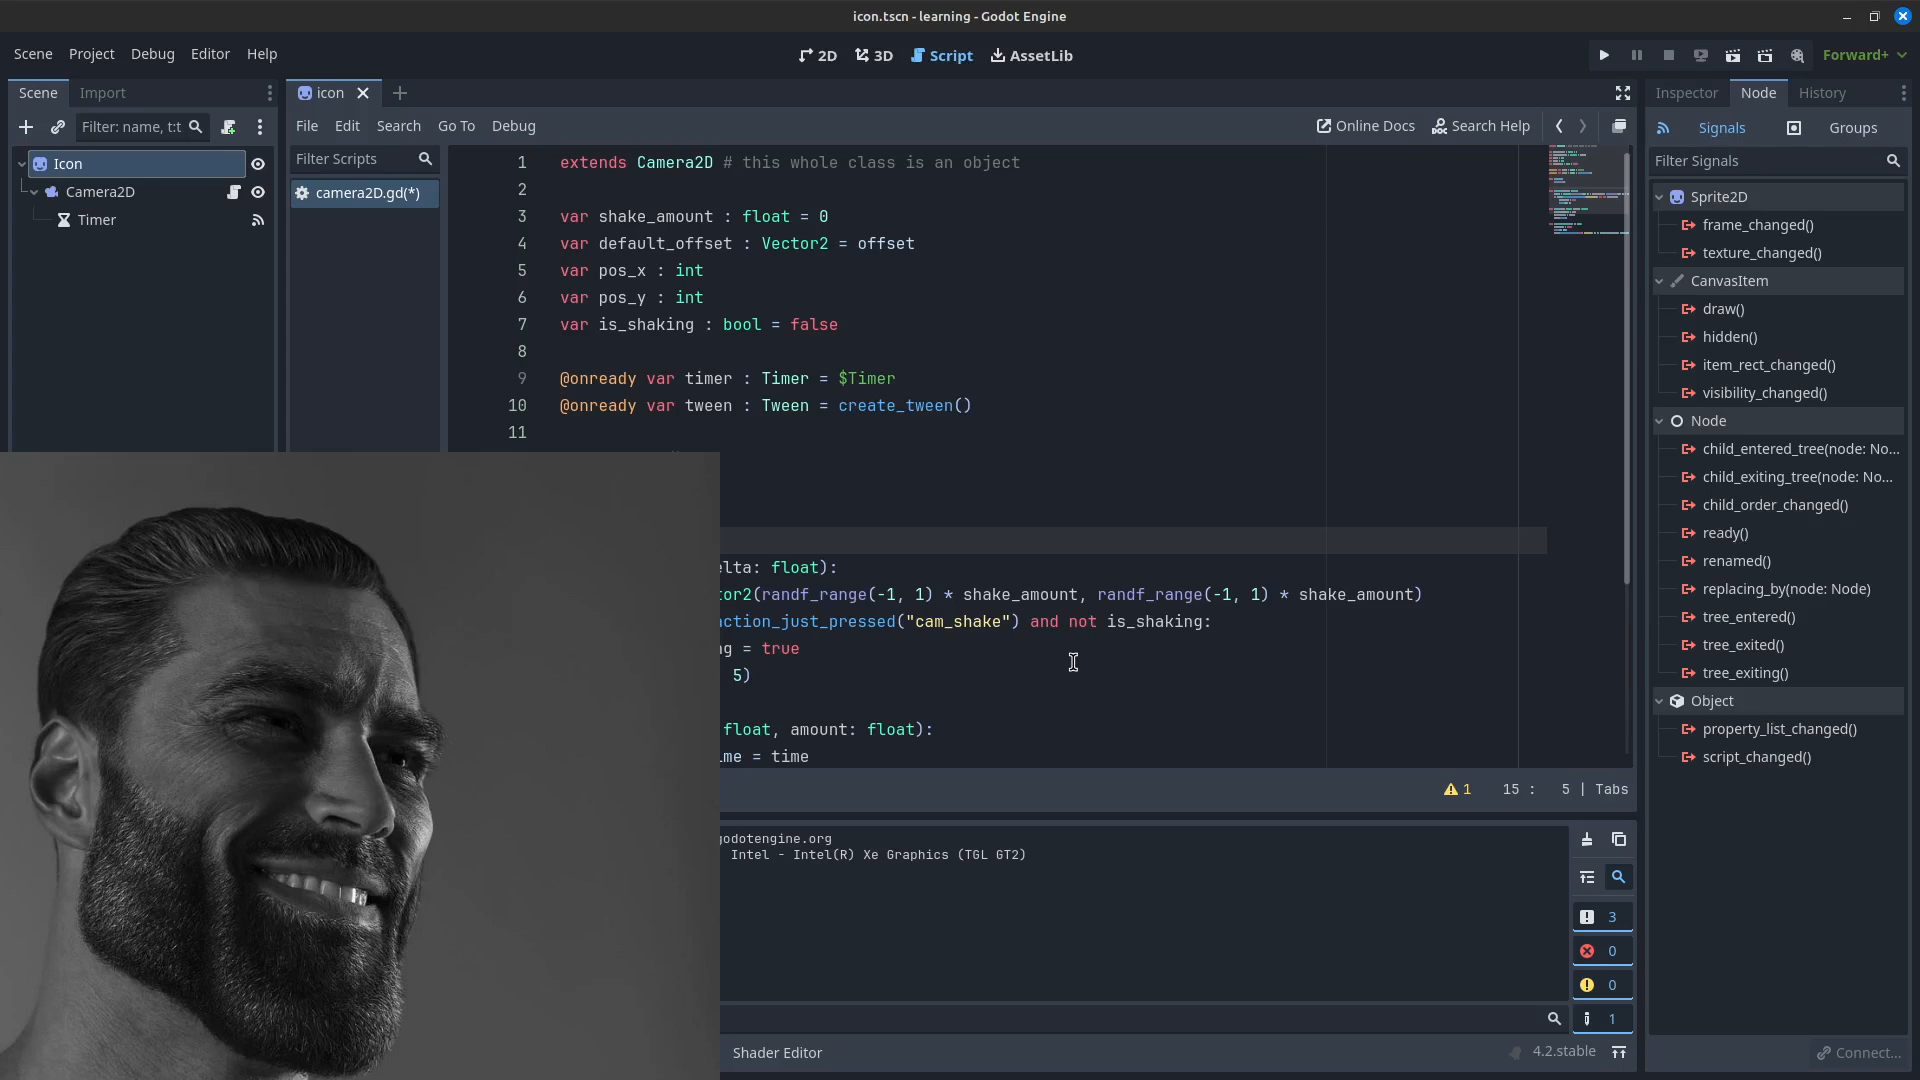 icon.tscn - learning - Godot Engine
Scene Project Debug Editor Help
2D 3D Script AssetLib
Forward+
Scene Import
Filter: name, t:t
Icon
Camera2D
Timer
icon
File Edit Search Go To Debug
Online Docs Search Help
Filter Scripts
camera2D.gd(*)
1 extends Camera2D # this whole class is an object
2
3 var shake_amount : float = 0
4 var default_offset : Vector2 = offset
5 var pos_x : int
6 var pos_y : int
7 var is_shaking : bool = false
8
9 @onready var timer : Timer = $Timer
10 @onready var tween : Tween = create_tween()
11
elta: float):
tor2(randf_range(-1, 1) * shake_amount, randf_range(-1, 1) * shake_amount)
action_just_pressed("cam_shake") and not is_shaking:
ng = true
5)
float, amount: float):
ime = time
1 15 : 5 | Tabs
godotengine.org
Intel - Intel(R) Xe Graphics (TGL GT2)
3
0
0
1
Shader Editor
4.2.stable
Inspector Node History
Signals Groups
Filter Signals
Sprite2D
frame_changed()
texture_changed()
CanvasItem
draw()
hidden()
item_rect_changed()
visibility_changed()
Node
child_entered_tree(node: No...
child_exiting_tree(node: No...
child_order_changed()
ready()
renamed()
replacing_by(node: Node)
tree_entered()
tree_exited()
tree_exiting()
Object
property_list_changed()
script_changed()
Connect...